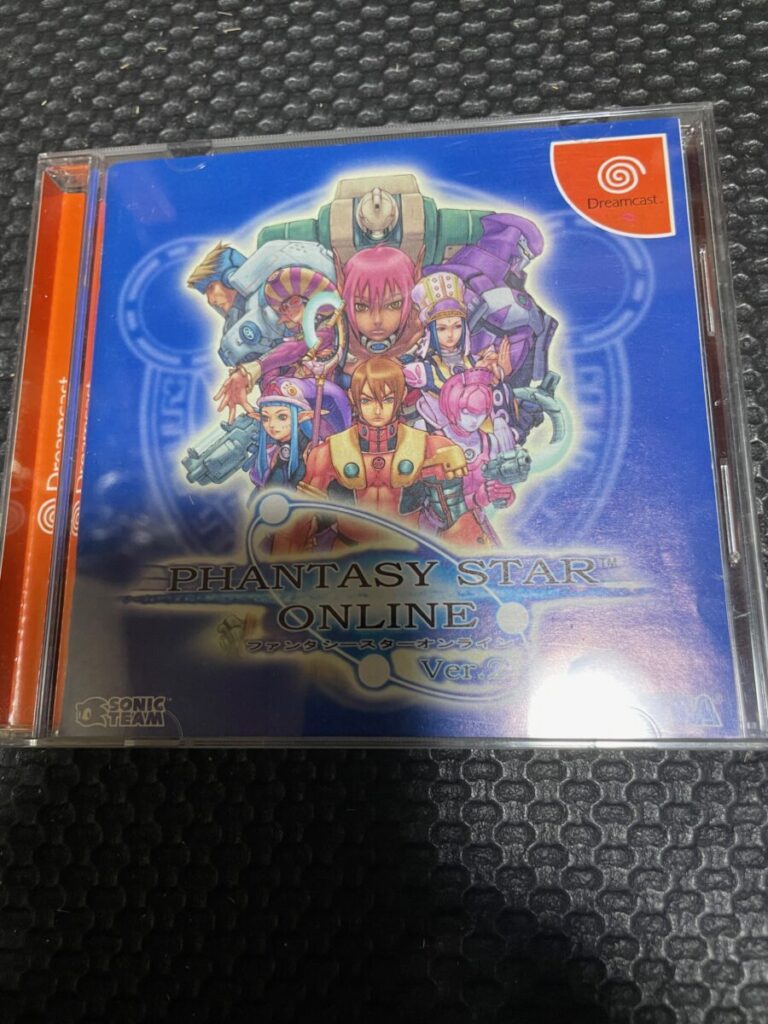 Dreamcast
Dreamcast
Dreamcast
PHANTASY STAR™
ONLINE
ファンタシースターオンライン
Ver.2
SONIC
TEAM